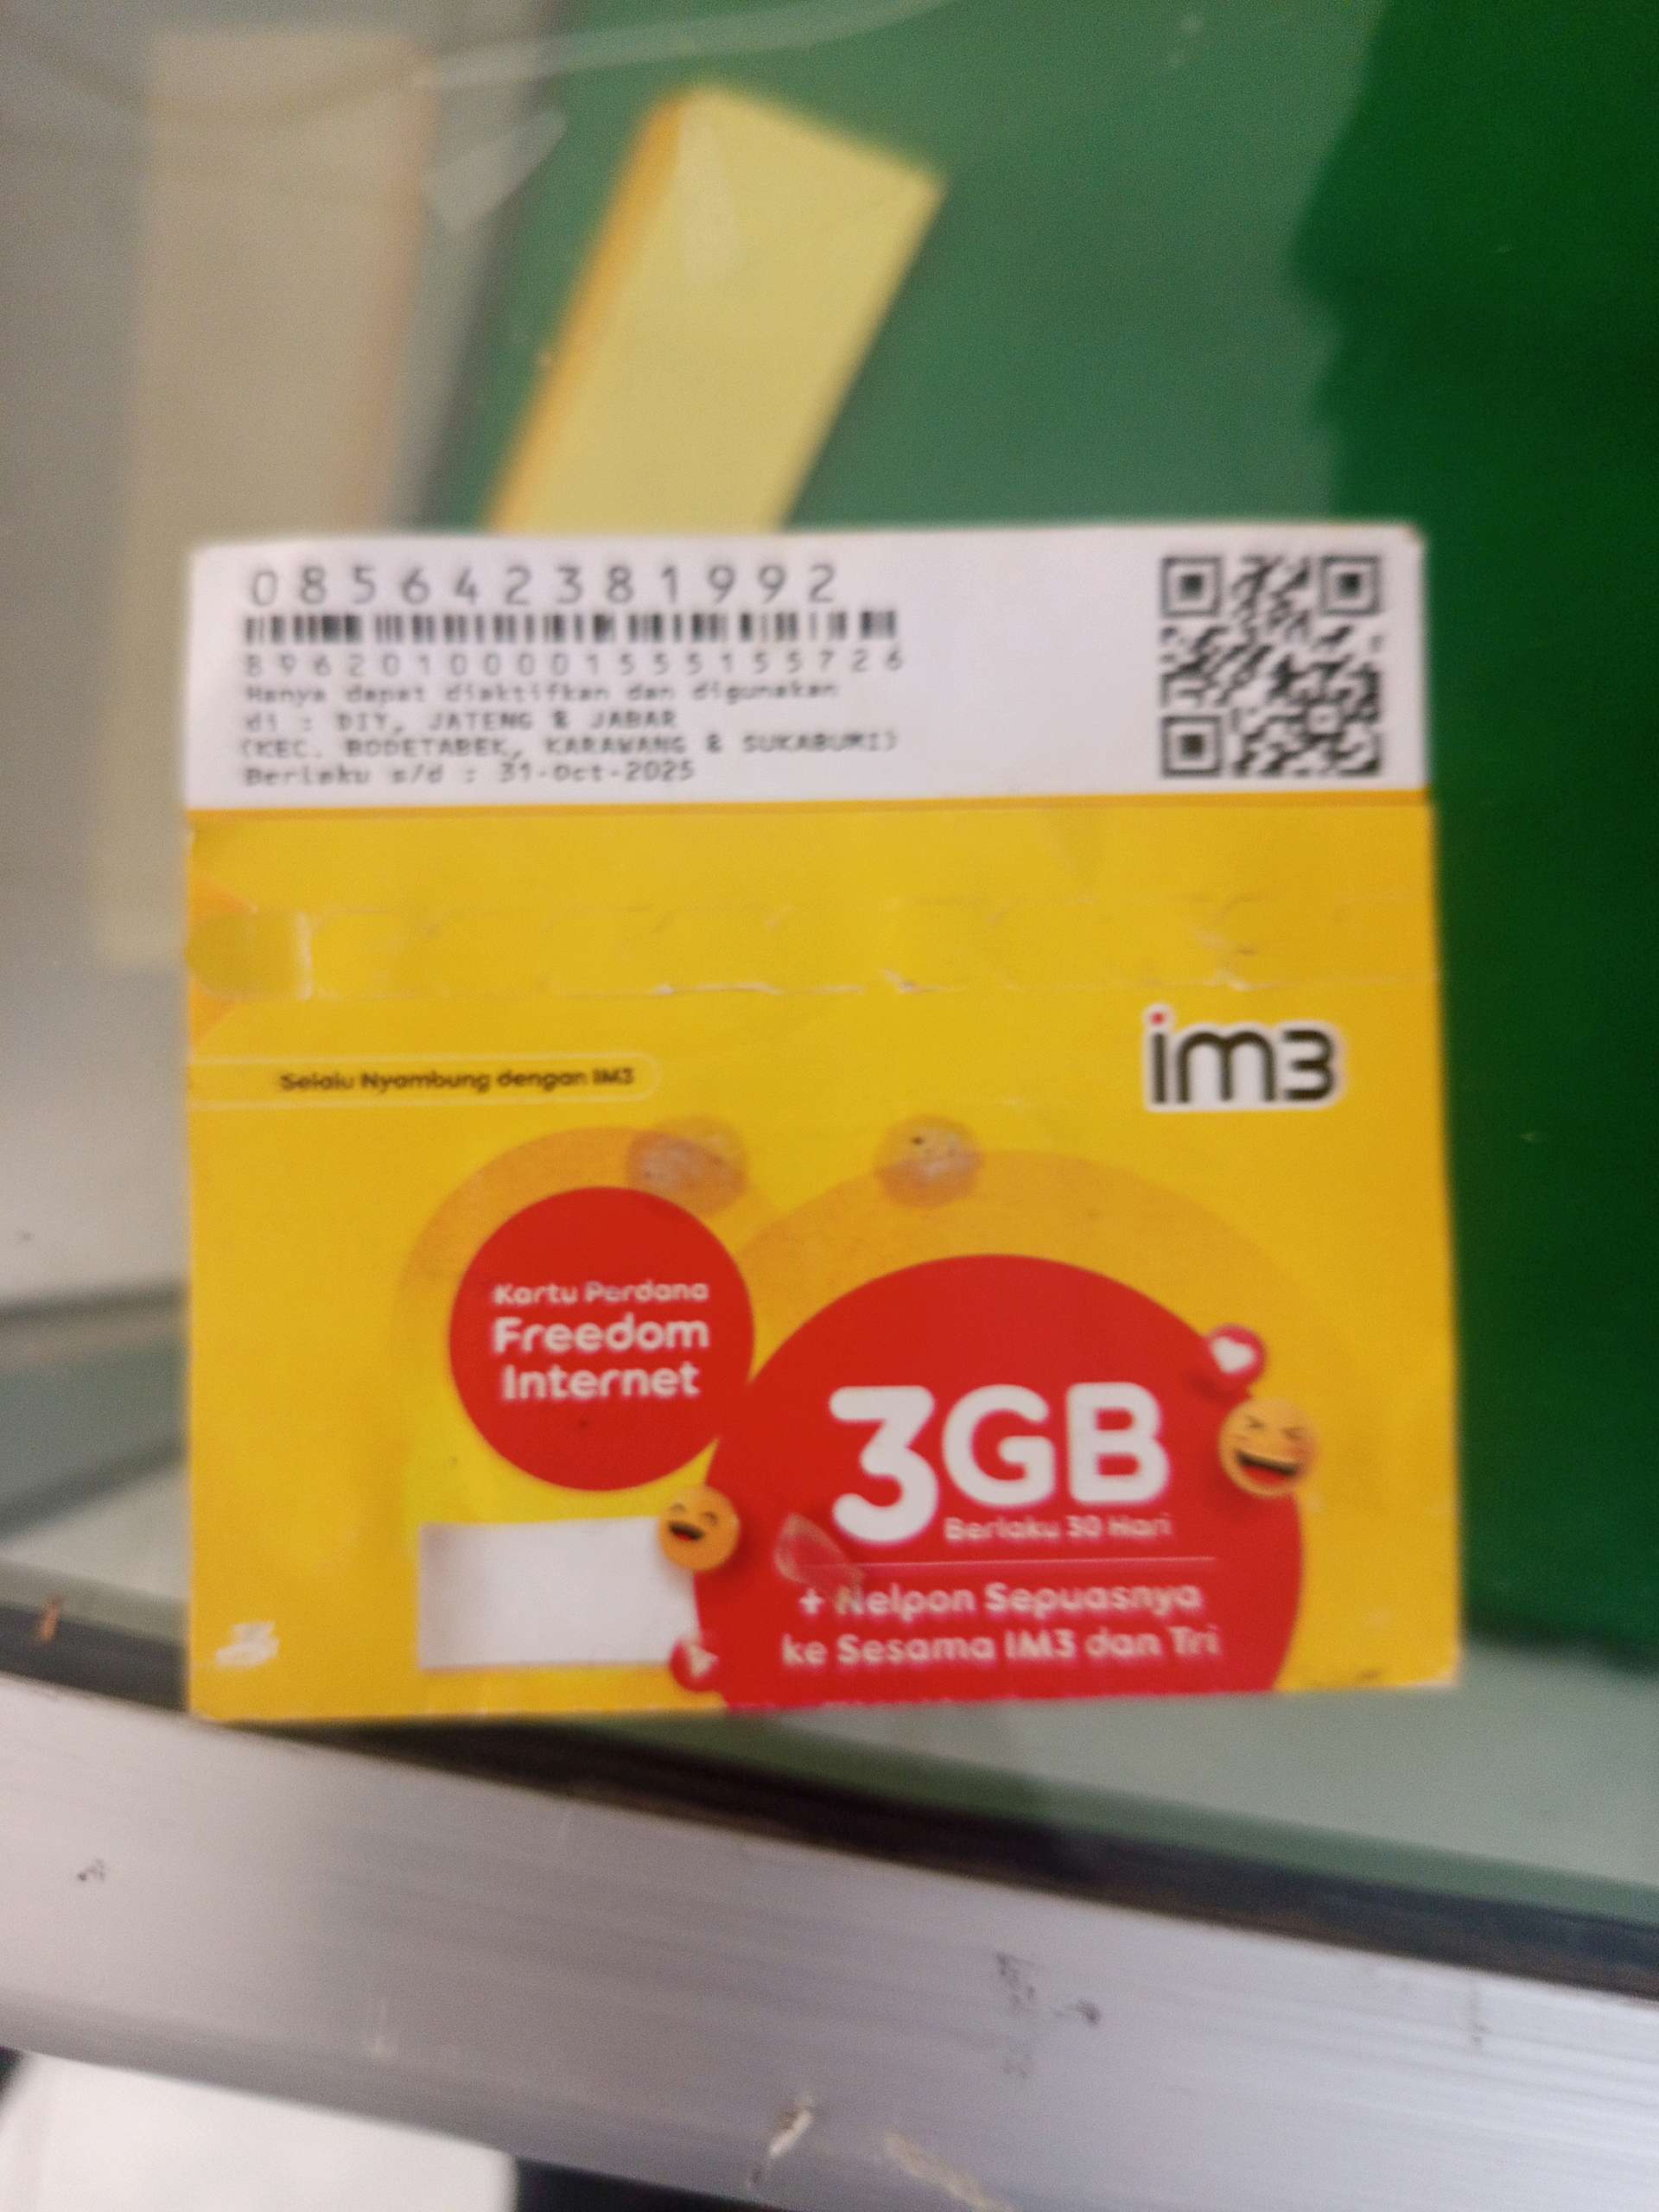 085642381992
89620100001555155726
Hanya dapat diaktifkan dan digunakan
di : DIY, JATENG & JABAR
(KEC. BODETABEK, KARAWANG & SUKABUMI)
Berlaku s/d : 31-Oct-2025
im3
Selalu Nyambung dengan IM3
Kartu Perdana
Freedom
Internet
3GB
Berlaku 30 Hari
+ Nelpon Sepuasnya
ke Sesama IM3 dan Tri